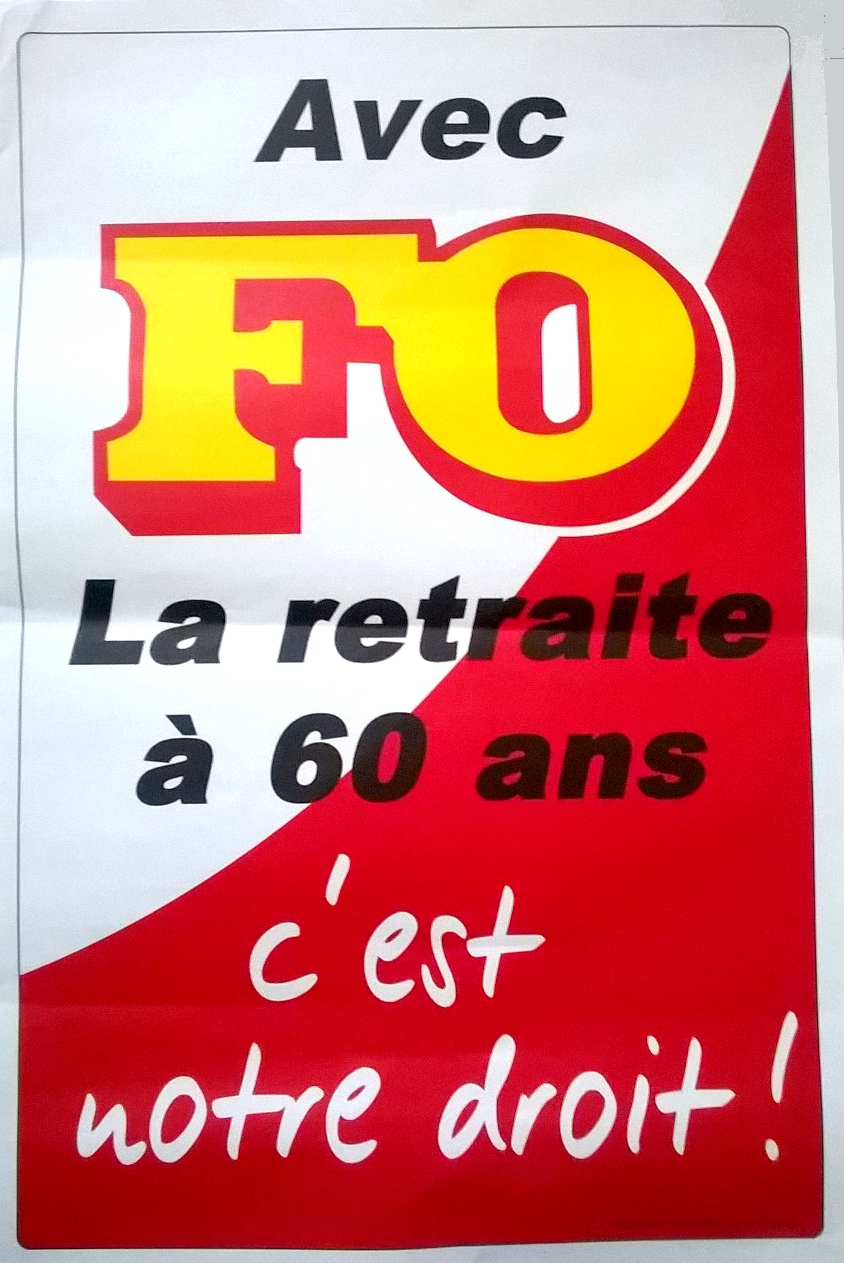 Avec
FO
La retraite
à 60 ans
c'est
notre droit !